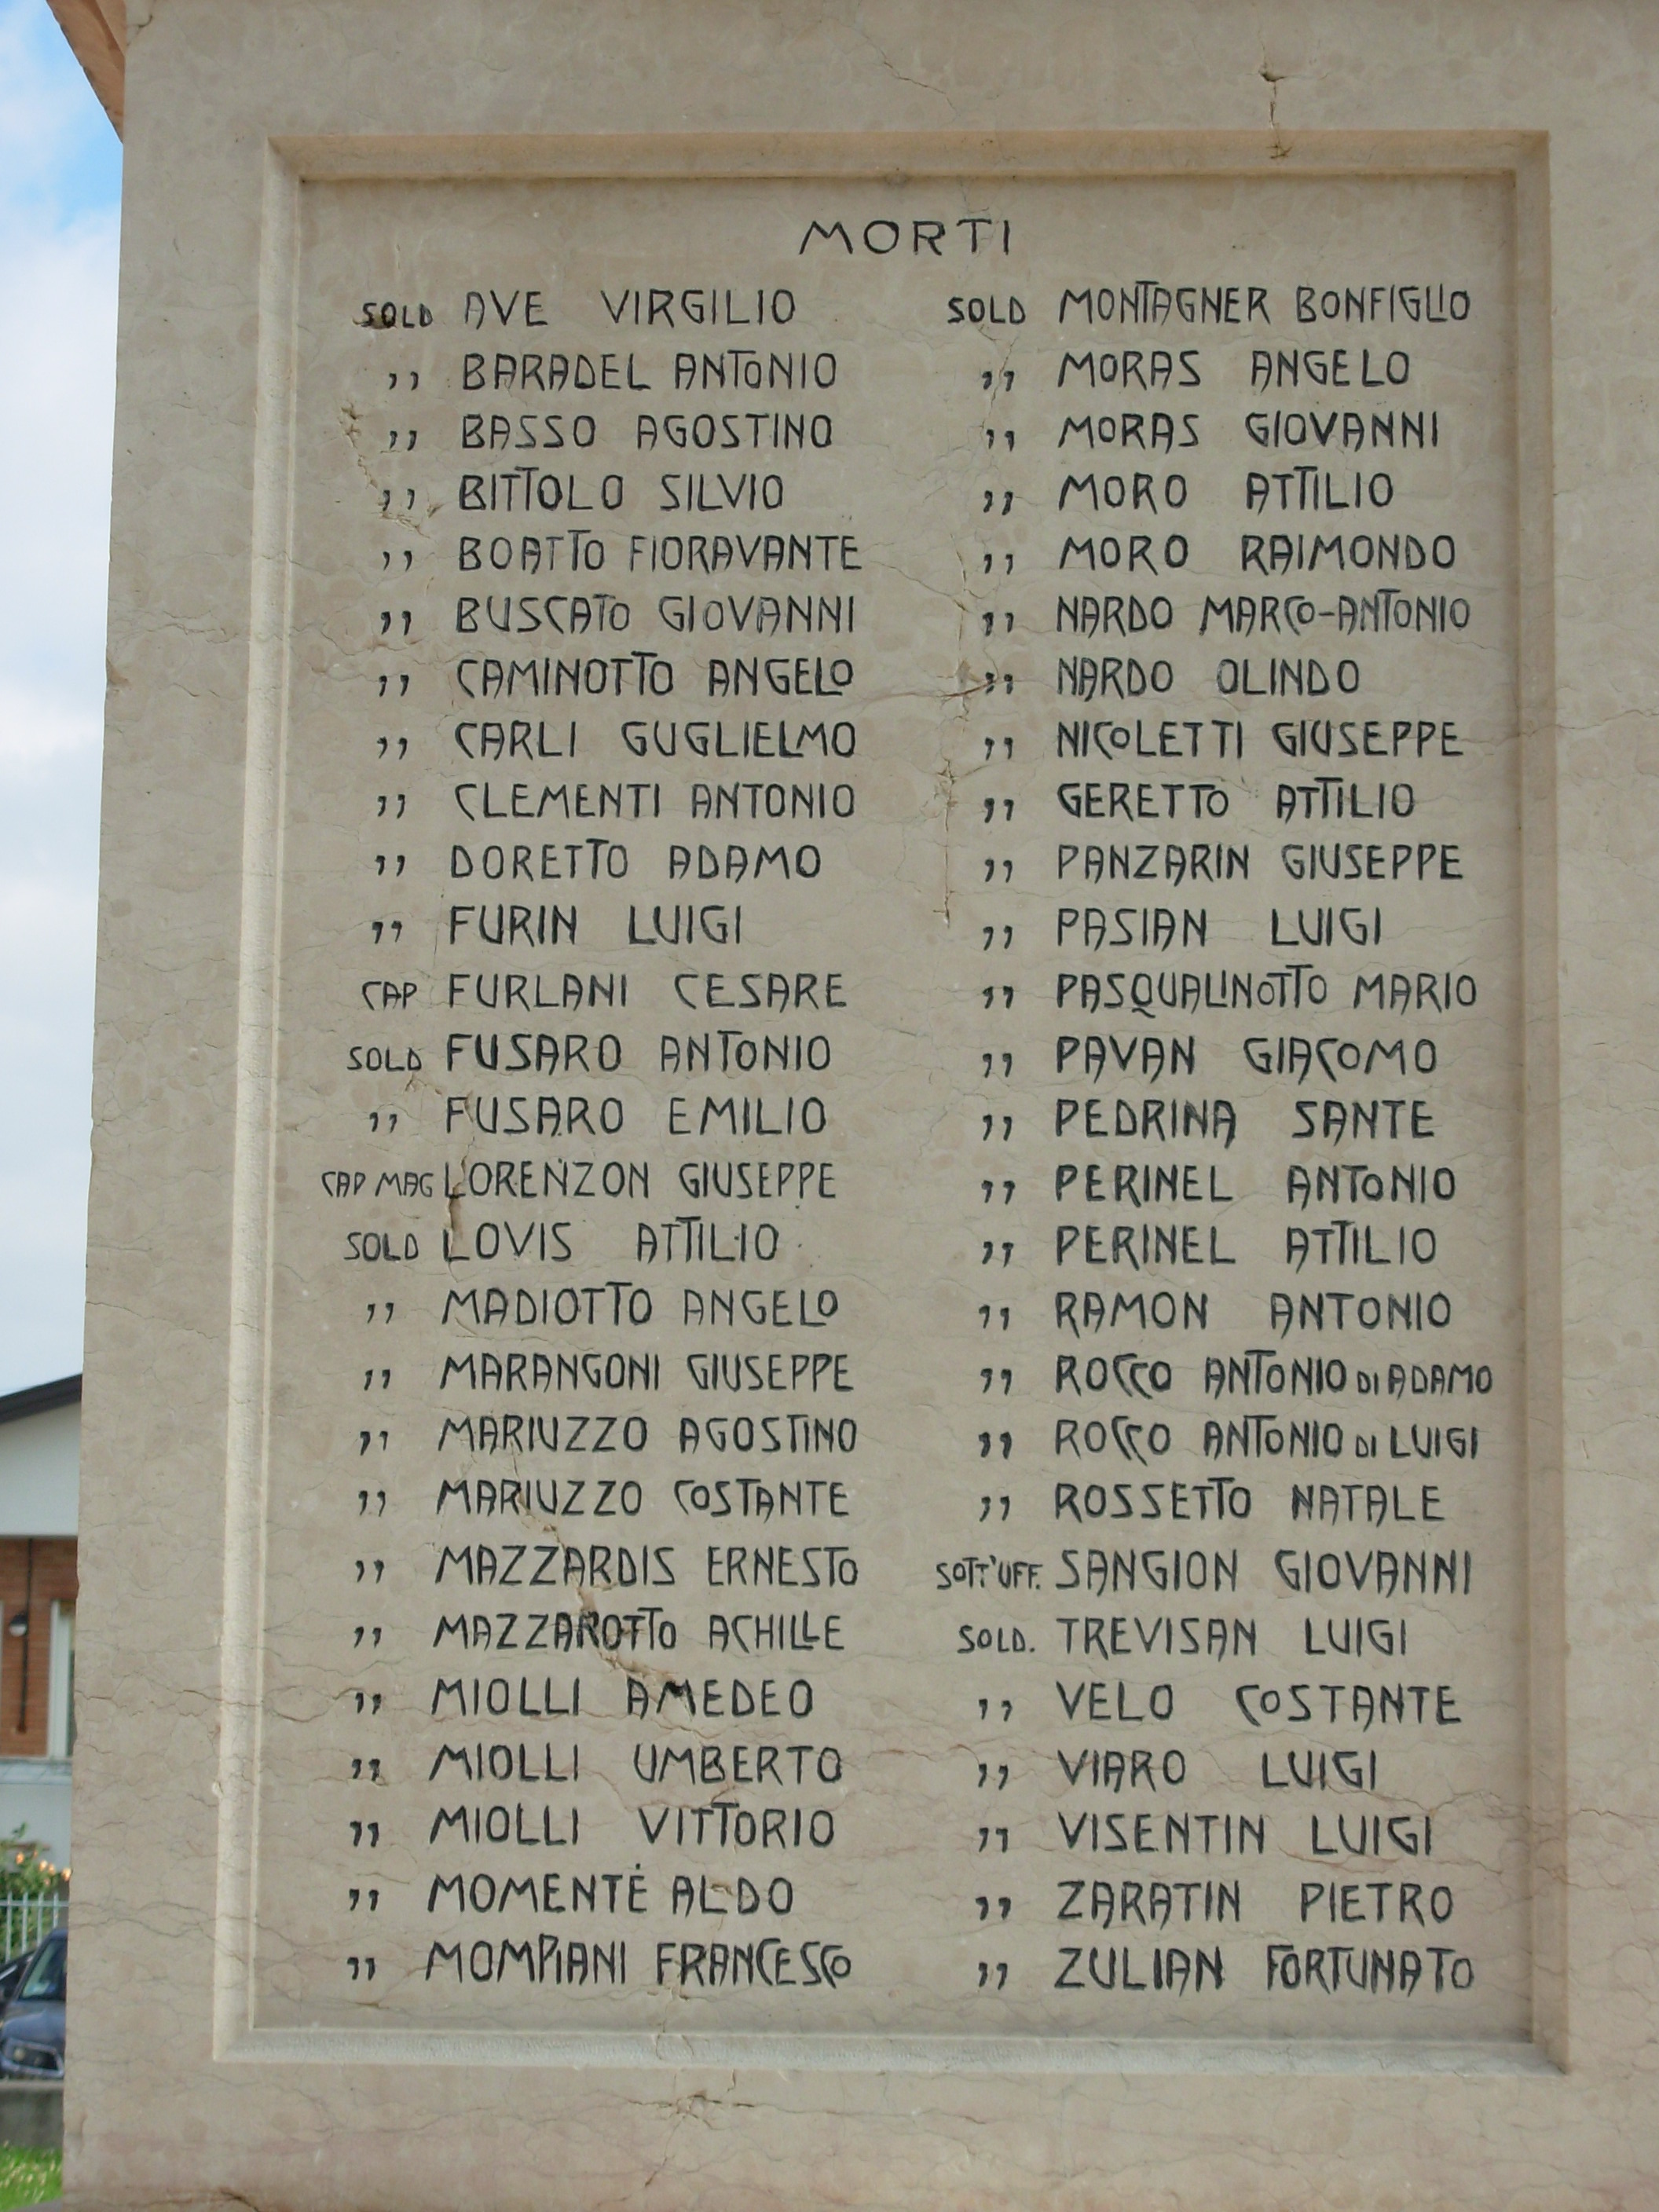 MORTI
SOLD AVE VIRGILIO
,, BARADEL ANTONIO
,, BASSO AGOSTINO
,, BITTOLO SILVIO
,, BOATTO FIORAVANTE
,, BUSCATO GIOVANNI
,, CAMINOTTO ANGELO
,, CARLI GUGLIELMO
,, CLEMENTI ANTONIO
,, DORETTO ADAMO
,, FURIN LUIGI
CAP FURLANI CESARE
SOLD FUSARO ANTONIO
,, FUSARO EMILIO
CAP MAG LORENZON GIUSEPPE
SOLD LOVIS ATTILIO
,, MADIOTTO ANGELO
,, MARANGONI GIUSEPPE
,, MARIUZZO AGOSTINO
,, MARIUZZO COSTANTE
,, MAZZARDIS ERNESTO
,, MAZZAROTTO ACHILLE
,, MIOLLI AMEDEO
,, MIOLLI UMBERTO
,, MIOLLI VITTORIO
,, MOMENTÈ ALDO
,, MOMPIANI FRANCESCO
SOLD MONTAGNER BONFIGLIO
,, MORAS ANGELO
,, MORAS GIOVANNI
,, MORO ATTILIO
,, MORO RAIMONDO
,, NARDO MARCO-ANTONIO
,, NARDO OLINDO
,, NICOLETTI GIUSEPPE
,, GERETTO ATTILIO
,, PANZARIN GIUSEPPE
,, PASIAN LUIGI
,, PASQUALINOTTO MARIO
,, PAVAN GIACOMO
,, PEDRINA SANTE
,, PERINEL ANTONIO
,, PERINEL ATTILIO
,, RAMON ANTONIO
,, ROCCO ANTONIO DI ADAMO
,, ROCCO ANTONIO DI LUIGI
,, ROSSETTO NATALE
SOTT'UFF. SANGION GIOVANNI
SOLD. TREVISAN LUIGI
,, VELO COSTANTE
,, VIARO LUIGI
,, VISENTIN LUIGI
,, ZARATIN PIETRO
,, ZULIAN FORTUNATO